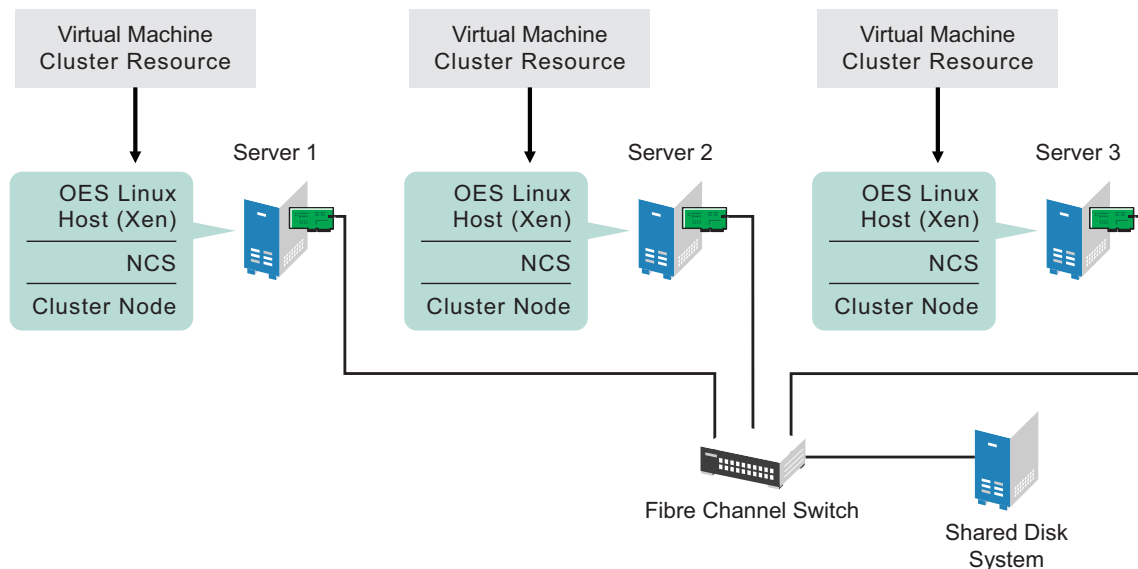 Virtual Machine
Cluster Resource
Virtual Machine
Cluster Resource
Virtual Machine
Cluster Resource
Server 1
Server 2
Server 3
OES Linux
Host (Xen)
NCS
Cluster Node
OES Linux
Host (Xen)
NCS
Cluster Node
OES Linux
Host (Xen)
NCS
Cluster Node
Fibre Channel Switch
Shared Disk
System